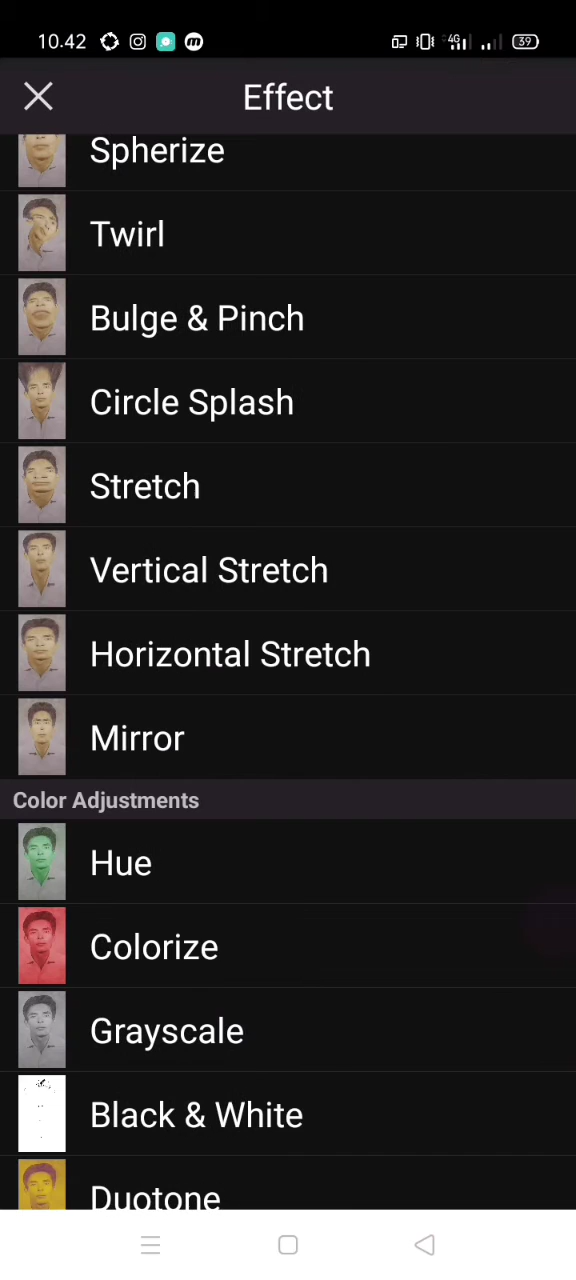 10.42
4G
39
Effect
Spherize
Twirl
Bulge & Pinch
Circle Splash
Stretch
Vertical Stretch
Horizontal Stretch
Mirror
Color Adjustments
Hue
Colorize
Grayscale
Black & White
Duotone